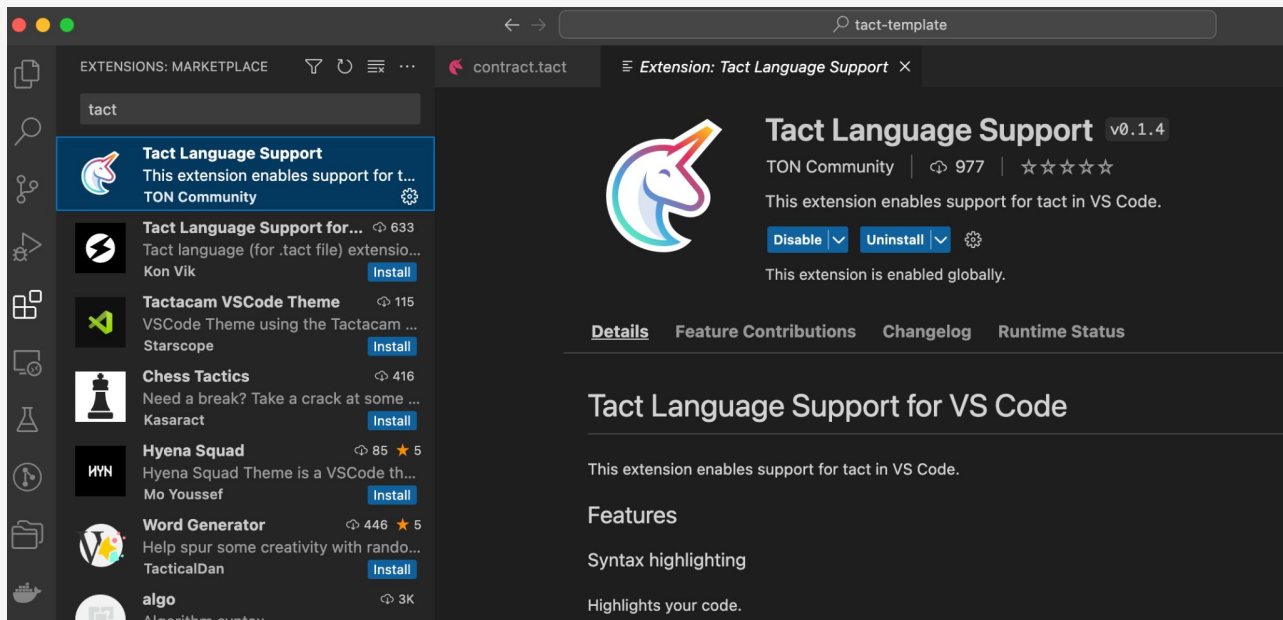 tact-template
EXTENSIONS: MARKETPLACE
contract.tact
Extension: Tact Language Support
tact
Tact Language Support
This extension enables support for t...
TON Community
Tact Language Support for... 633
Tact language (for .tact file) extensio...
Kon Vik Install
Tactacam VSCode Theme 115
VSCode Theme using the Tactacam ...
Starscope Install
Chess Tactics 416
Need a break? Take a crack at some ...
Kasaract Install
HYN
Hyena Squad 85 ★ 5
Hyena Squad Theme is a VSCode th...
Mo Youssef Install
Word Generator 446 ★ 5
Help spur some creativity with rando...
TacticalDan Install
algo 3K
Tact Language Support v0.1.4
TON Community | 977 | ☆☆☆☆☆
This extension enables support for tact in VS Code.
Disable Uninstall
This extension is enabled globally.
Details Feature Contributions Changelog Runtime Status
Tact Language Support for VS Code
This extension enables support for tact in VS Code.
Features
Syntax highlighting
Highlights your code.